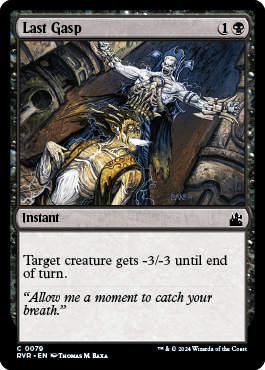 Last Gasp 1
Instant
Target creature gets -3/-3 until end
of turn.
“Allow me a moment to catch your
breath.”
C 0079 ™ & © 2024 Wizards of the Coast
RVR • EN Thomas M. Baxa